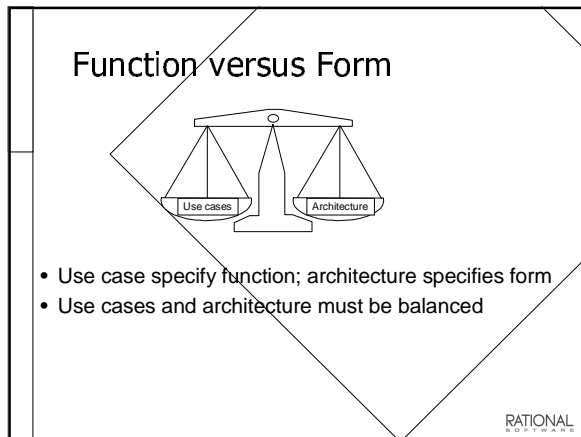 Function versus Form
Use cases
Architecture
• Use case specify function; architecture specifies form
• Use cases and architecture must be balanced
RATIONAL
SOFTWARE